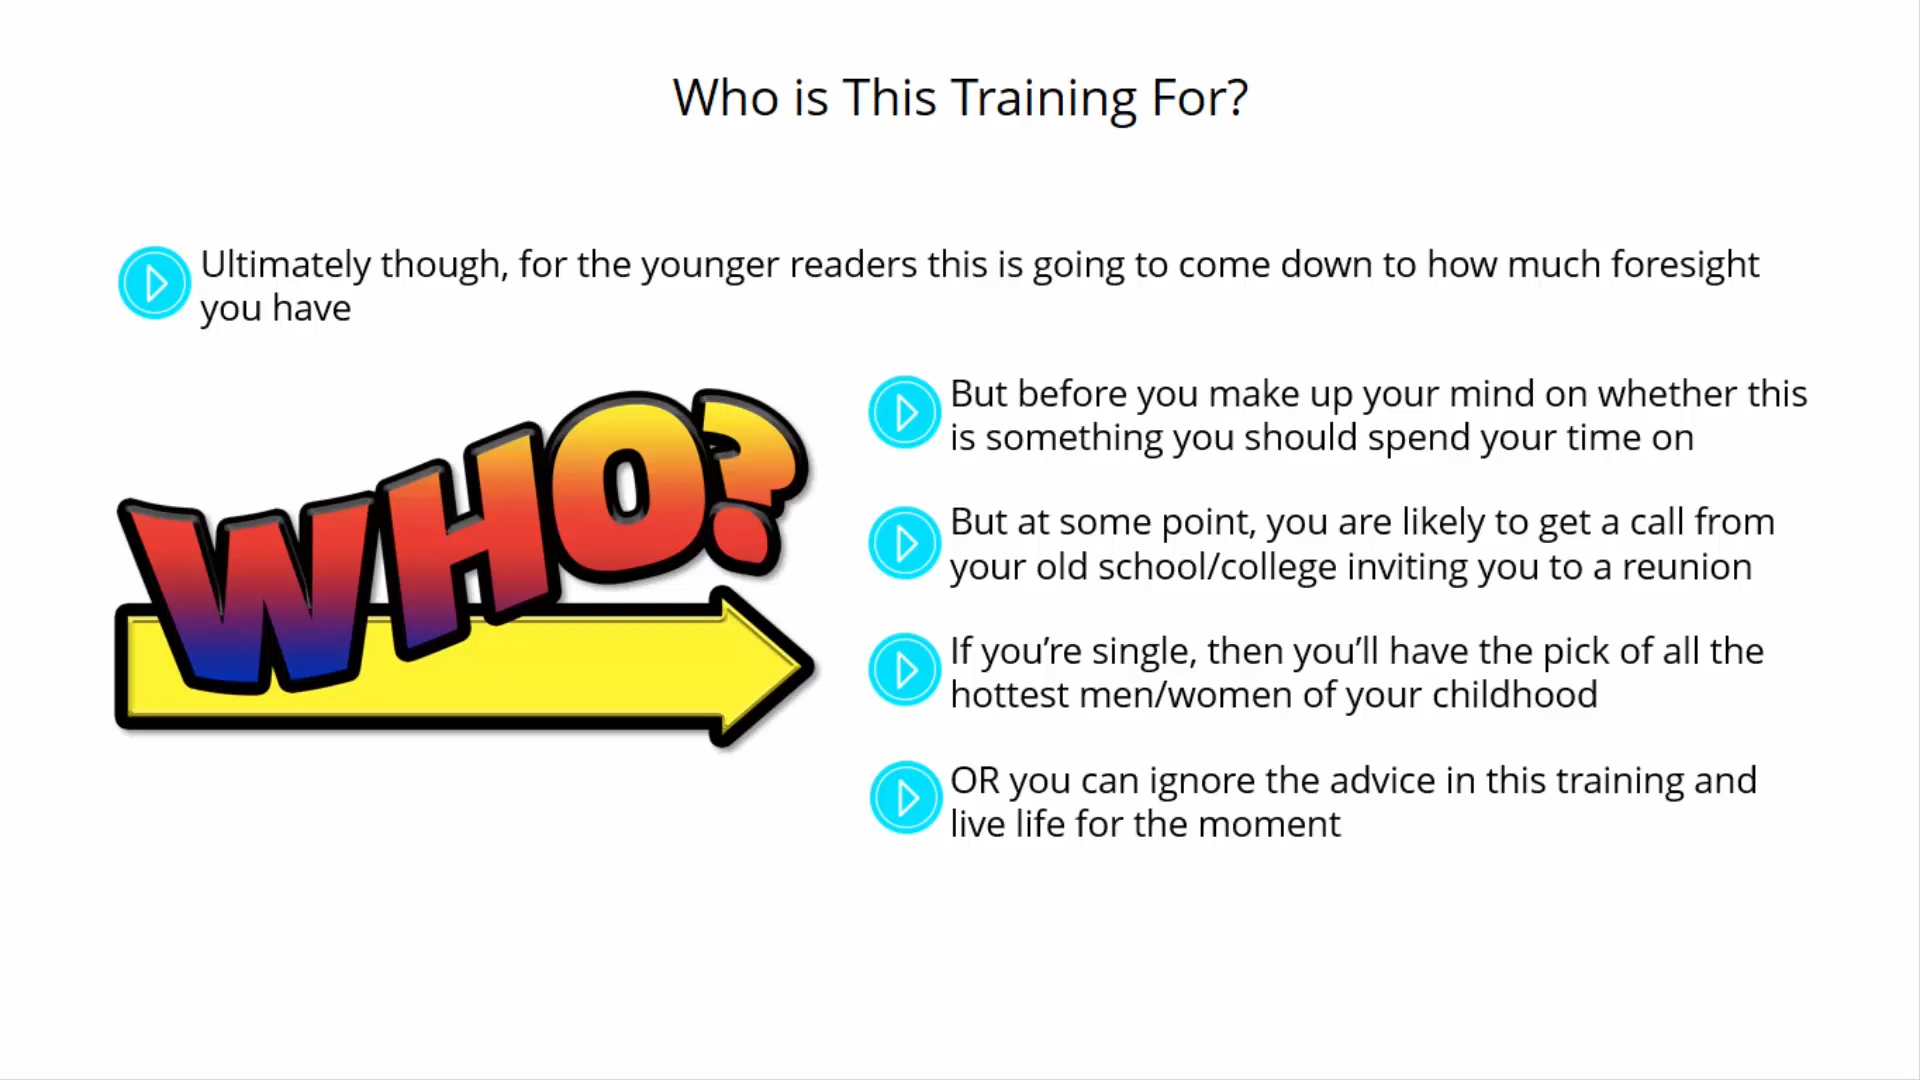 Who is This Training For?
Ultimately though, for the younger readers this is going to come down to how much foresight
you have
WHO?
But before you make up your mind on whether this
is something you should spend your time on
But at some point, you are likely to get a call from
your old school/college inviting you to a reunion
If you’re single, then you’ll have the pick of all the
hottest men/women of your childhood
OR you can ignore the advice in this training and
live life for the moment